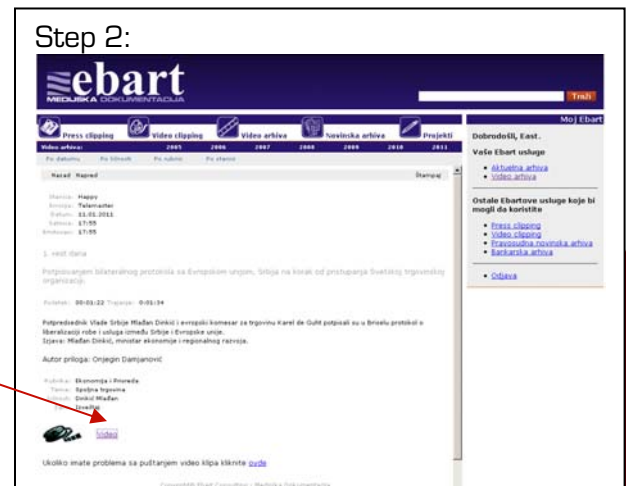 Step 2:
ebart
MEDIJSKA DOKUMENTACIJA
Traži
Moj Ebart
Press clipping Video clipping Video arhiva Novinska arhiva Projekti
Video arhiva: 2005 2006 2007 2008 2009 2010 2011
Po datumu Po ličnosti Po rubrici Po stanici
Nazad Napred Štampaj
Stanica: Happy
Emisija: Telemaster
Datum: 11.01.2011
17:55
17:55
1. vest dana
Potpisivanjem bilateralnog protokola sa Evropskom unijom, Srbija na korak od pristupanja Svetskoj trgovinskoj
organizaciji.
Početak: 00:01:22 Trajanje: 0:01:34
Potpredsednik Vlade Srbije Mlađan Dinkić i evropski komesar za trgovinu Karel de Guht potpisali su u Briselu protokol o
liberalizaciji robe i usluga između Srbije i Evropske unije.
Izjava: Mlađan Dinkić, ministar ekonomije i regionalnog razvoja.
Autor priloga: Onjegin Damjanović
Rubrika: Ekonomija i Privreda
Tema: Spoljna trgovina
Ličnost: Dinkić Mlađan
Izveštaj
Video
Ukoliko imate problema sa puštanjem video klipa kliknite ovde
Copyright© Ebart Consulting - Medijska Dokumentacija
Dobrodošli, East.
Vaše Ebart usluge
Aktuelna arhiva
Video arhiva
Ostale Ebartove usluge koje bi
mogli da koristite
Press clipping
Video clipping
Pravosudna novinska arhiva
Bankarska arhiva
Odjava